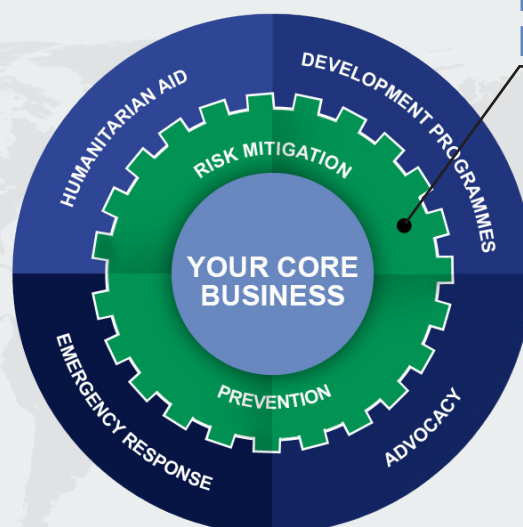 HUMANITARIAN AID
DEVELOPMENT PROGRAMMES
RISK MITIGATION
YOUR CORE
BUSINESS
PREVENTION
EMERGENCY RESPONSE
ADVOCACY